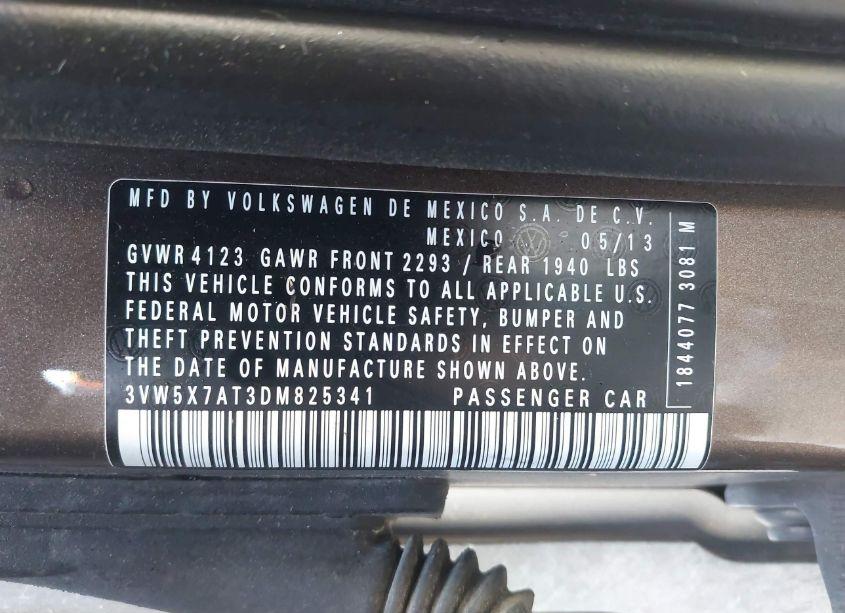 MFD BY VOLKSWAGEN DE MEXICO S.A. DE C.V.
MEXICO 05/13
GVWR 4123 GAWR FRONT 2293 / REAR 1940 LBS
THIS VEHICLE CONFORMS TO ALL APPLICABLE U.S.
FEDERAL MOTOR VEHICLE SAFETY, BUMPER AND
THEFT PREVENTION STANDARDS IN EFFECT ON
THE DATE OF MANUFACTURE SHOWN ABOVE.
3VW5X7AT3DM825341 PASSENGER CAR
1844077 3081 M